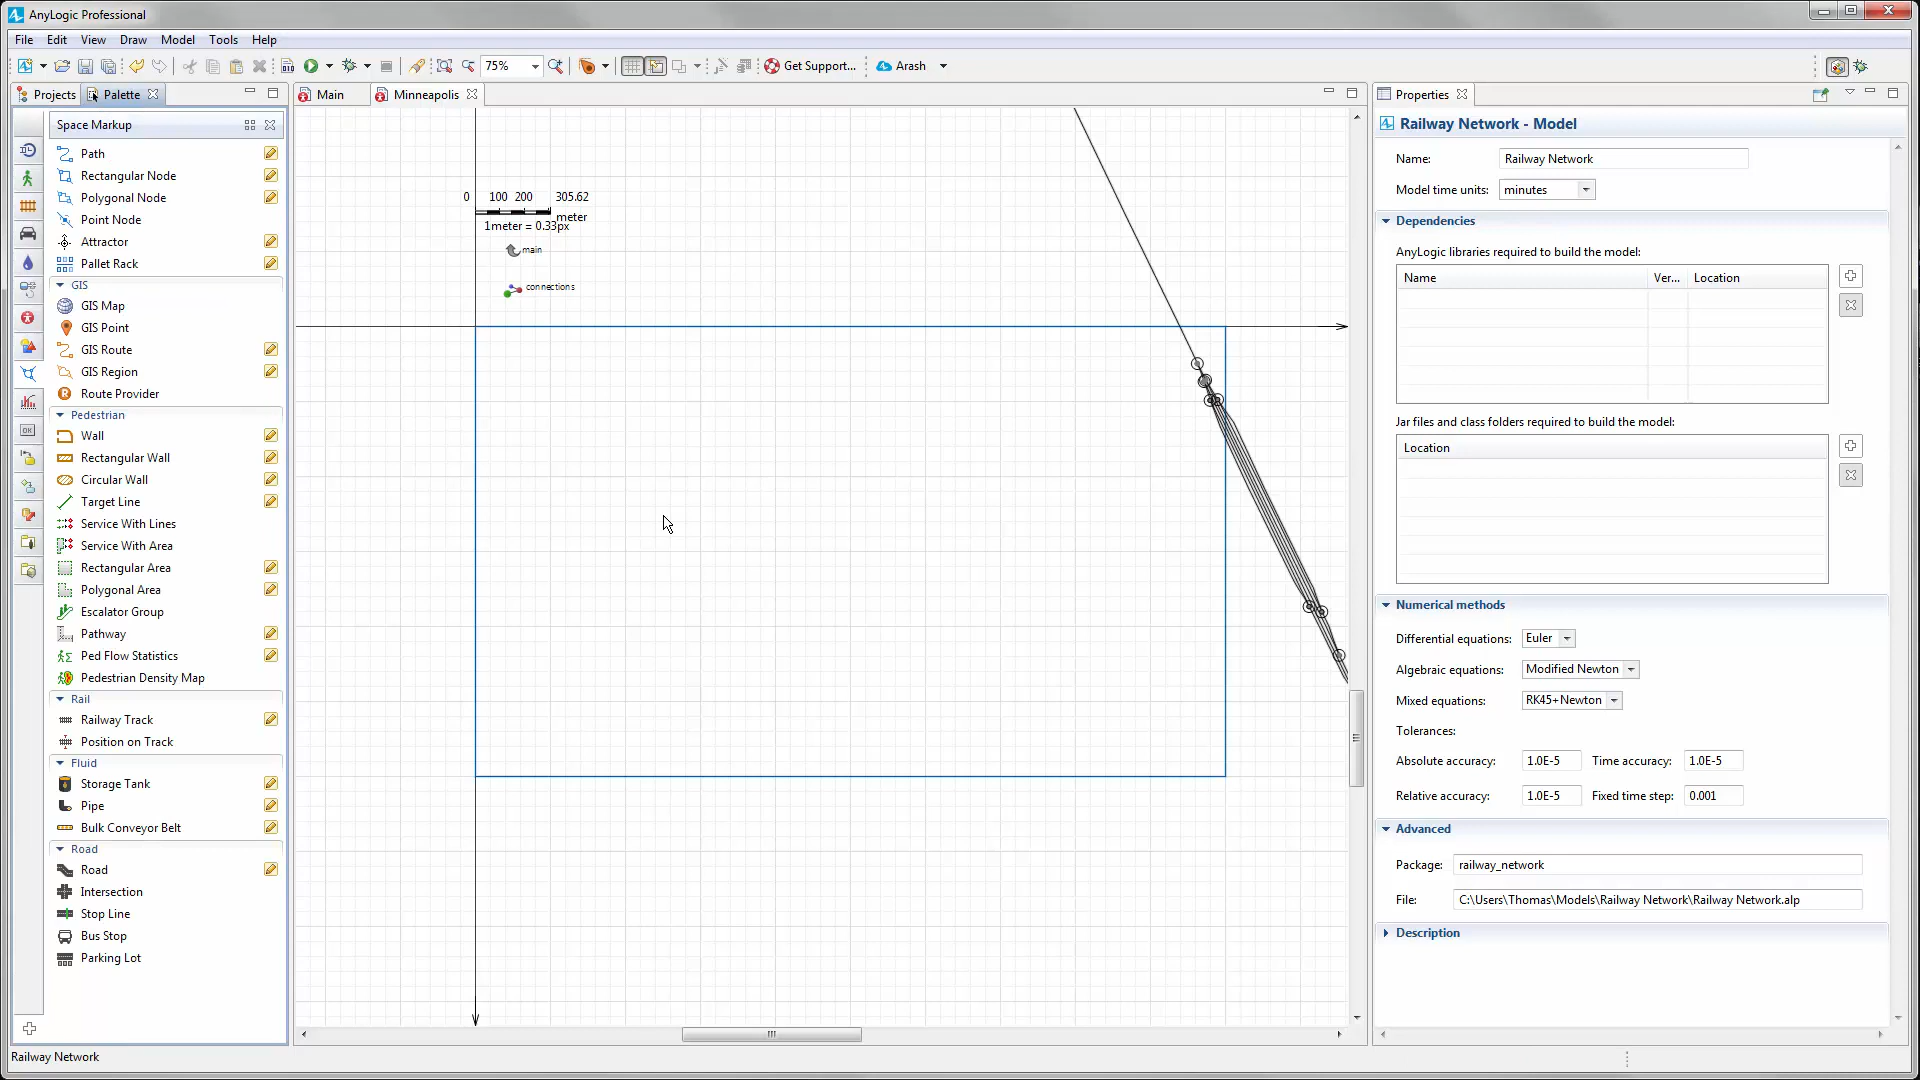 AnyLogic Professional
File Edit View Draw Model Tools Help
75% Get Support... Arash
Projects Palette Main Minneapolis Properties
Space Markup
Path
Rectangular Node
Polygonal Node
Point Node
Attractor
Pallet Rack
GIS
GIS Map
GIS Point
GIS Route
GIS Region
Route Provider
Pedestrian
Wall
Rectangular Wall
Circular Wall
Target Line
Service With Lines
Service With Area
Rectangular Area
Polygonal Area
Escalator Group
Pathway
Ped Flow Statistics
Pedestrian Density Map
Rail
Railway Track
Position on Track
Fluid
Storage Tank
Pipe
Bulk Conveyor Belt
Road
Road
Intersection
Stop Line
Bus Stop
Parking Lot
0 100 200 305.62
meter
1meter = 0.33px
main
connections
Railway Network - Model
Name: Railway Network
Model time units: minutes
Dependencies
AnyLogic libraries required to build the model:
Name Ver... Location
Jar files and class folders required to build the model:
Location
Numerical methods
Differential equations: Euler
Algebraic equations: Modified Newton
Mixed equations: RK45+Newton
Tolerances:
Absolute accuracy: 1.0E-5 Time accuracy: 1.0E-5
Relative accuracy: 1.0E-5 Fixed time step: 0.001
Advanced
Package: railway_network
File: C:\Users\Thomas\Models\Railway Network\Railway Network.alp
Description
Railway Network